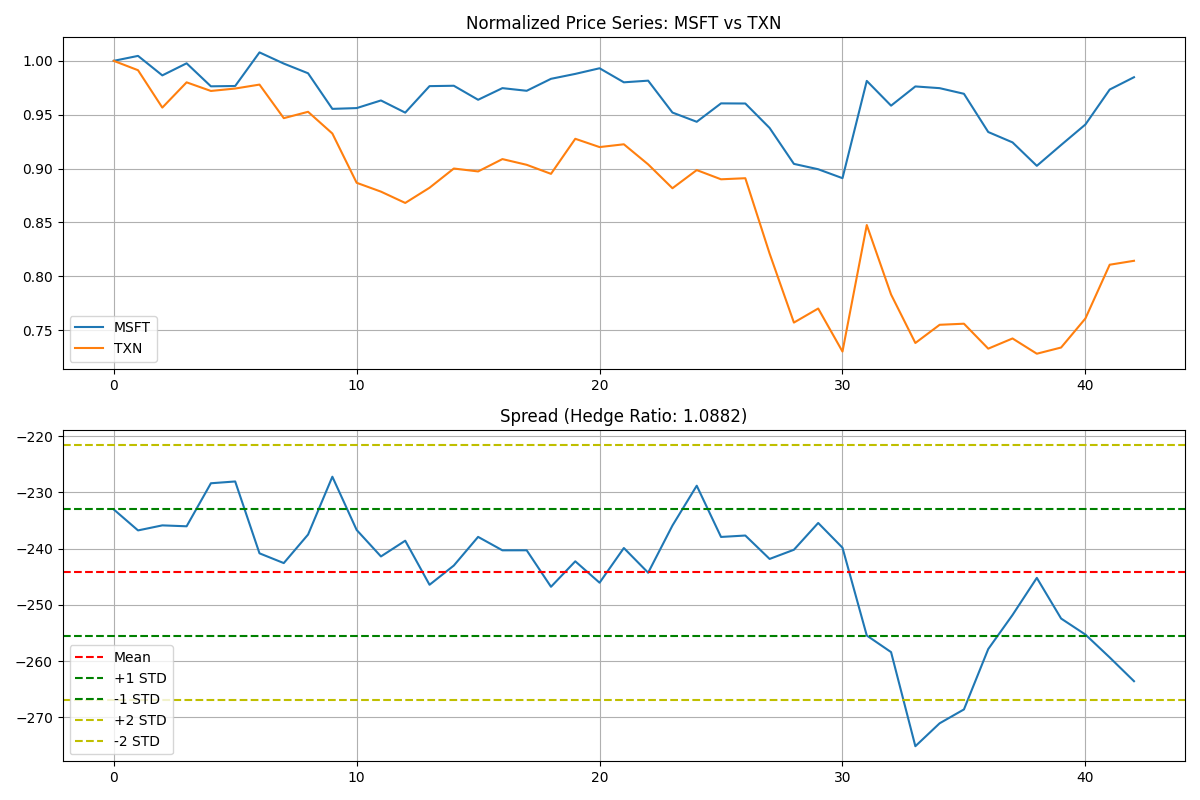 Normalized Price Series: MSFT vs TXN
1.00
0.95
0.90
0.85
0.80
0.75
MSFT
TXN
0
10
20
30
40
Spread (Hedge Ratio: 1.0882)
−220
−230
−240
−250
−260
−270
Mean
+1 STD
-1 STD
+2 STD
-2 STD
0
10
20
30
40